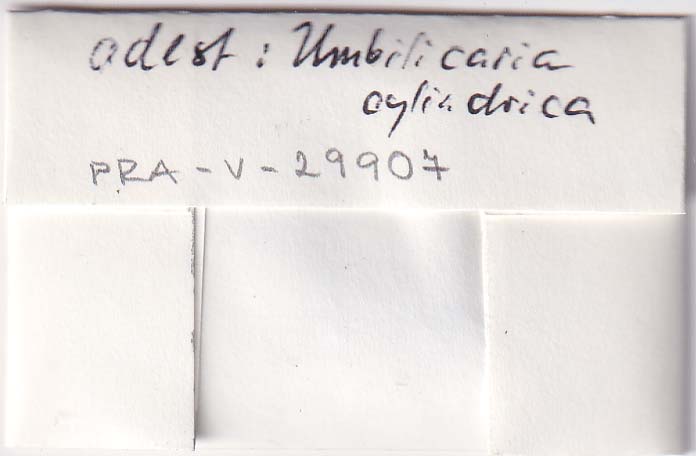 adest : Umbilicaria
cylindrica
PRA-V-29907